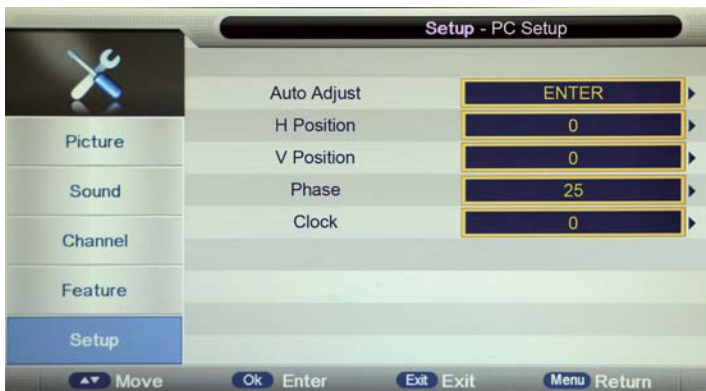 Setup - PC Setup
Auto Adjust ENTER
H Position 0
V Position 0
Phase 25
Clock 0
Picture
Sound
Channel
Feature
Setup
▲▼ Move Ok Enter Exit Exit Menu Return